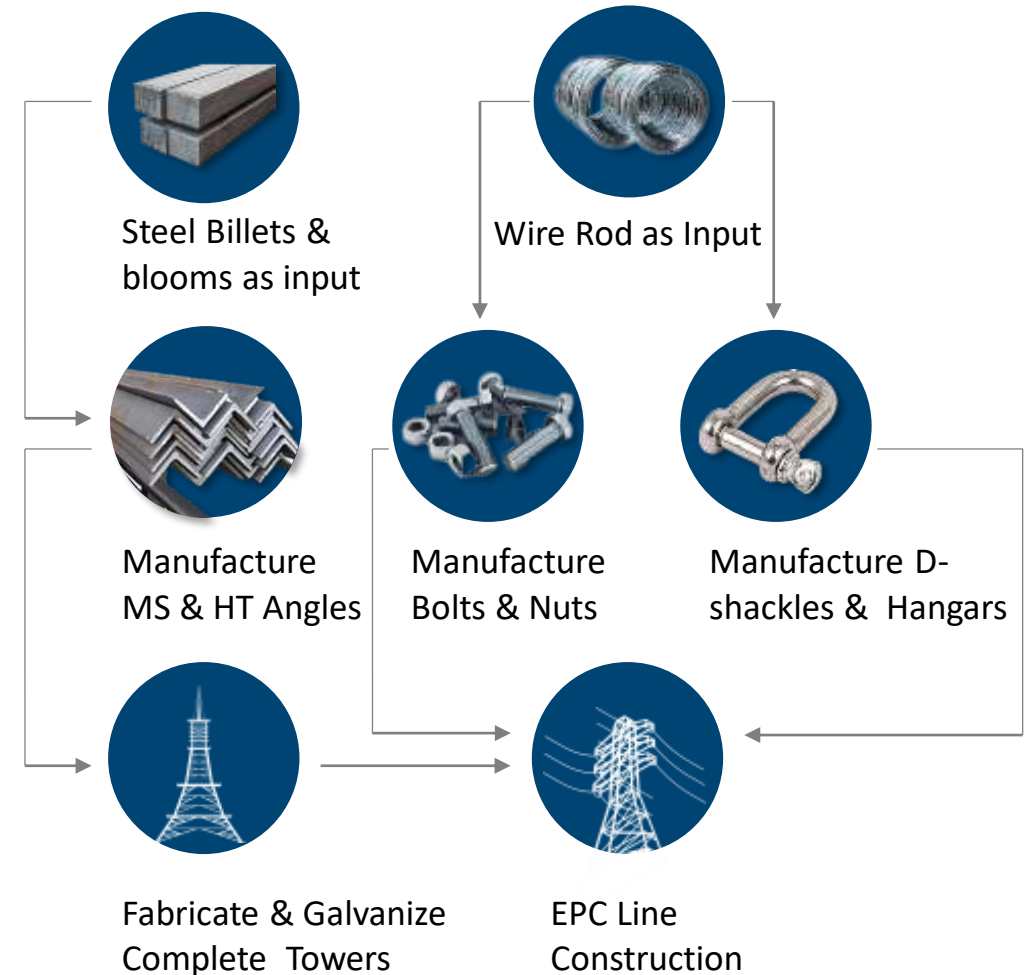 Steel Billets &
blooms as input
Wire Rod as Input
Manufacture
MS & HT Angles
Manufacture
Bolts & Nuts
Manufacture D-
shackles & Hangars
Fabricate & Galvanize
Complete Towers
EPC Line
Construction